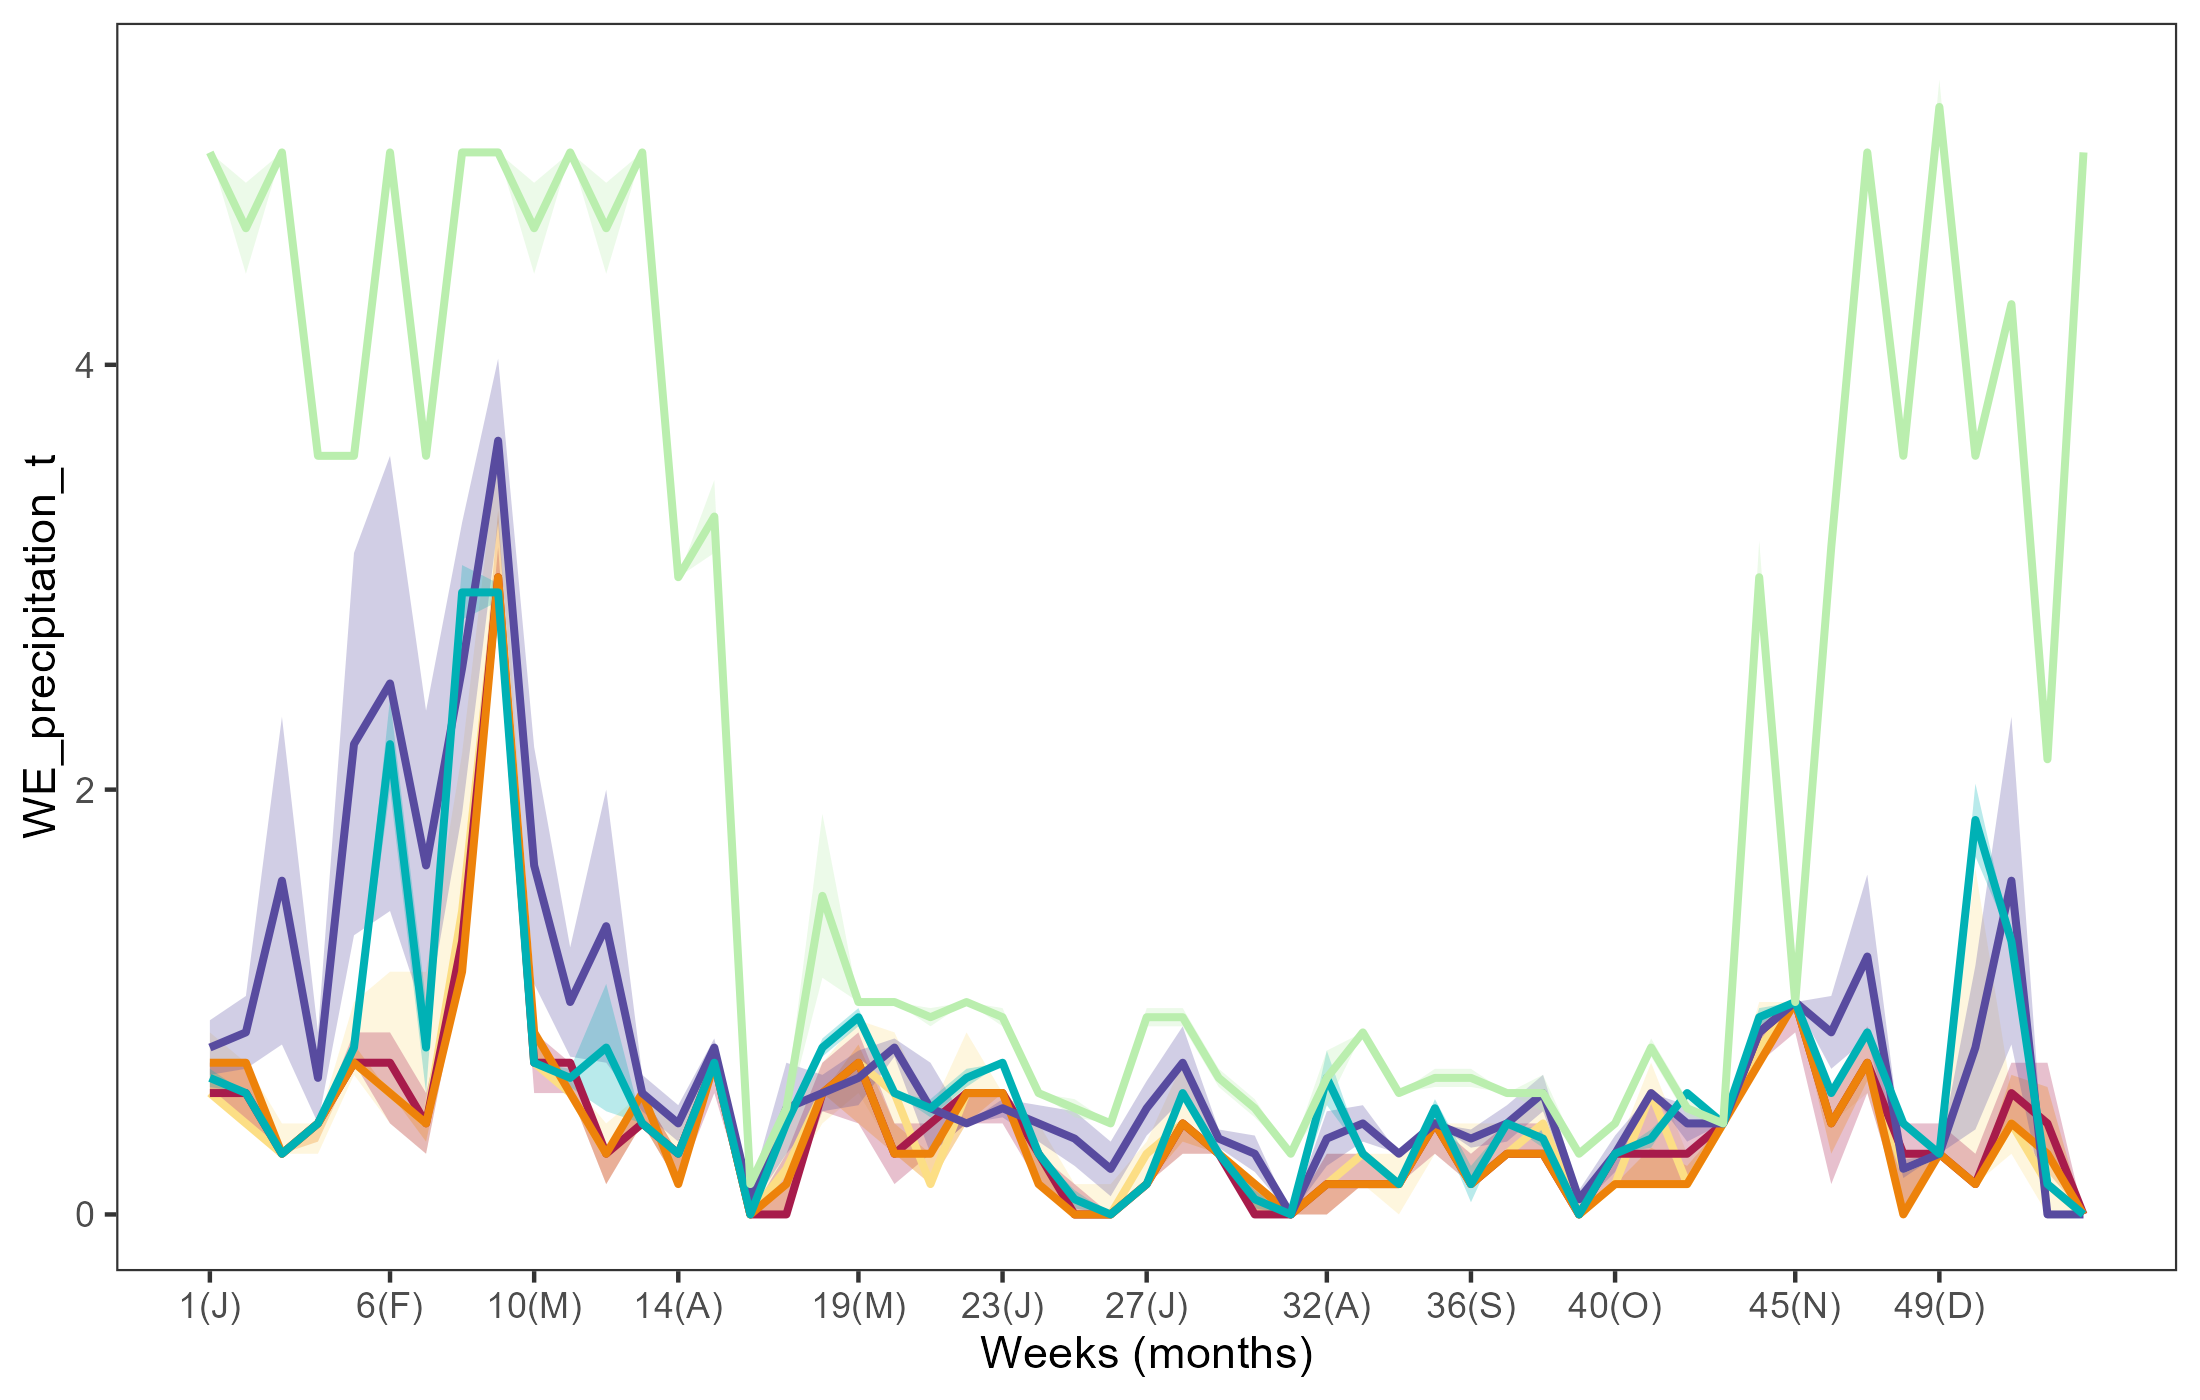 WE_precipitation_t
4
2
0
1(J) 6(F) 10(M) 14(A) 19(M) 23(J) 27(J) 32(A) 36(S) 40(O) 45(N) 49(D)
Weeks (months)